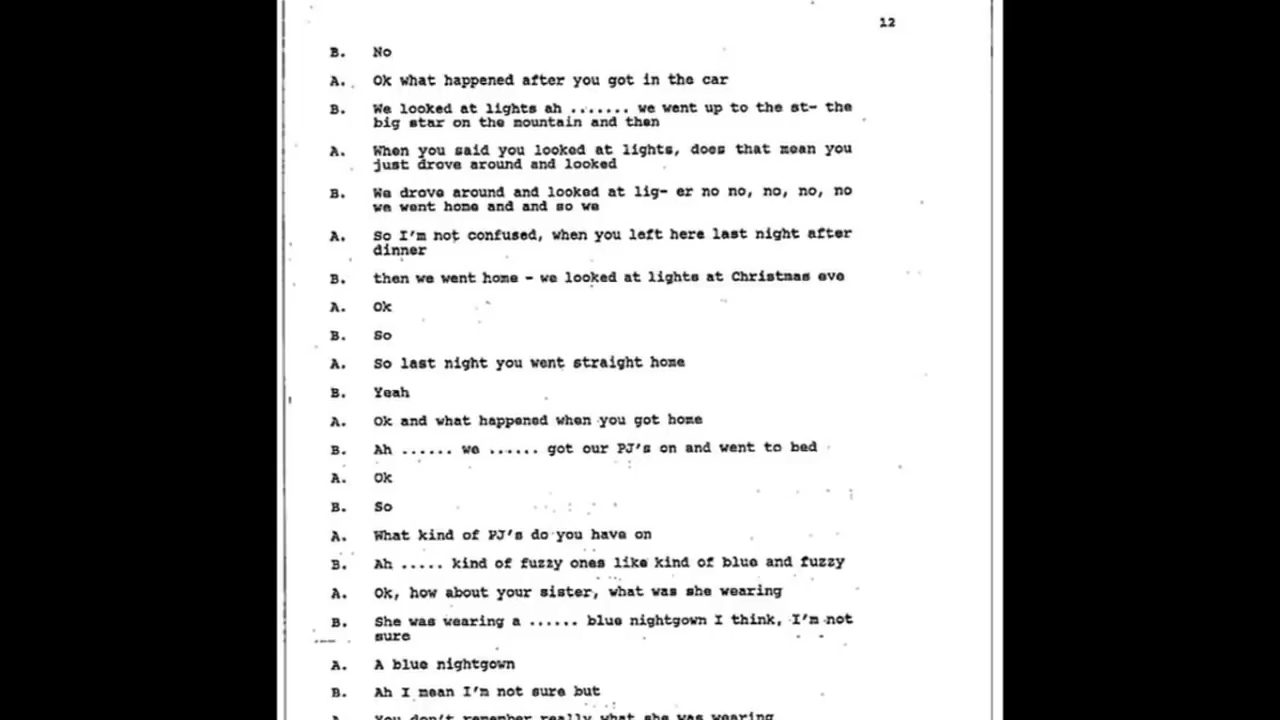 12
B. No
A. Ok what happened after you got in the car
B. We looked at lights ah ....... we went up to the st- the
big star on the mountain and then
A. When you said you looked at lights, does that mean you
just drove around and looked
B. We drove around and looked at lig- er no no, no, no, no
we went home and and so we
A. So I'm not confused, when you left here last night after
dinner
B. then we went home - we looked at lights at Christmas eve
A. Ok
B. So
A. So last night you went straight home
B. Yeah
A. Ok and what happened when you got home
B. Ah ...... we ...... got our PJ's on and went to bed
A. Ok
B. So
A. What kind of PJ's do you have on
B. Ah ..... kind of fuzzy ones like kind of blue and fuzzy
A. Ok, how about your sister, what was she wearing
B. She was wearing a ...... blue nightgown I think, I'm not
sure
A. A blue nightgown
B. Ah I mean I'm not sure but
A. You don't remember really what she was wearing